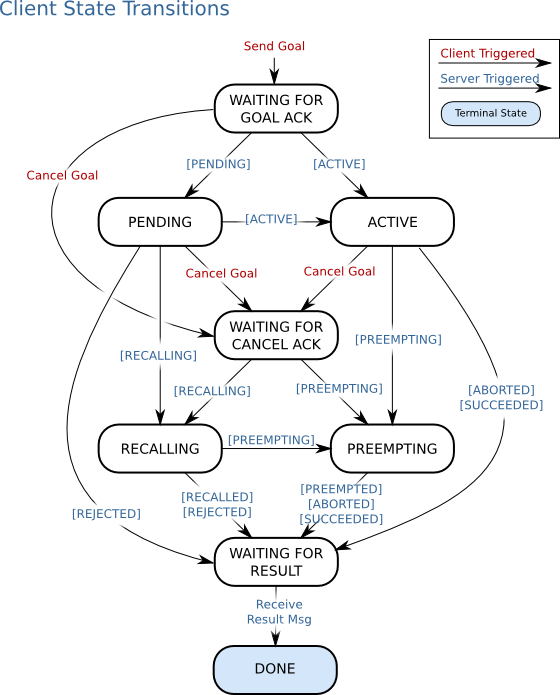 Client State Transitions
Send Goal
Client Triggered
Server Triggered
Terminal State
WAITING FOR
GOAL ACK
[PENDING]
[ACTIVE]
Cancel Goal
PENDING
[ACTIVE]
ACTIVE
Cancel Goal
Cancel Goal
WAITING FOR
CANCEL ACK
[RECALLING]
[PREEMPTING]
[RECALLING]
[PREEMPTING]
[ABORTED]
[SUCCEEDED]
RECALLING
[PREEMPTING]
PREEMPTING
[REJECTED]
[RECALLED]
[REJECTED]
[PREEMPTED]
[ABORTED]
[SUCCEEDED]
WAITING FOR
RESULT
Receive
Result Msg
DONE